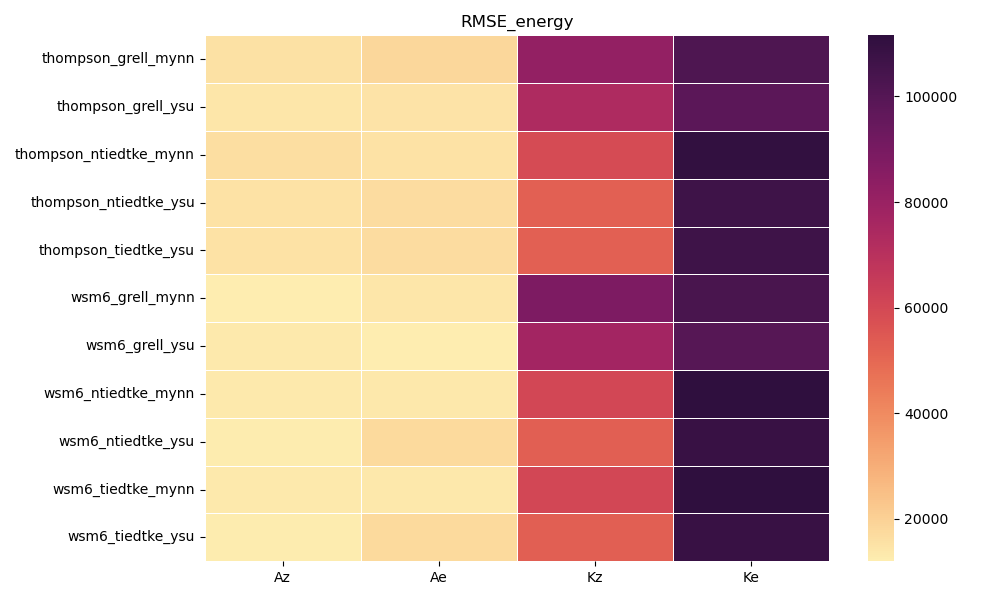 RMSE_energy
thompson_grell_mynn
thompson_grell_ysu
thompson_ntiedtke_mynn
thompson_ntiedtke_ysu
thompson_tiedtke_ysu
wsm6_grell_mynn
wsm6_grell_ysu
wsm6_ntiedtke_mynn
wsm6_ntiedtke_ysu
wsm6_tiedtke_mynn
wsm6_tiedtke_ysu
Az Ae Kz Ke
100000
80000
60000
40000
20000